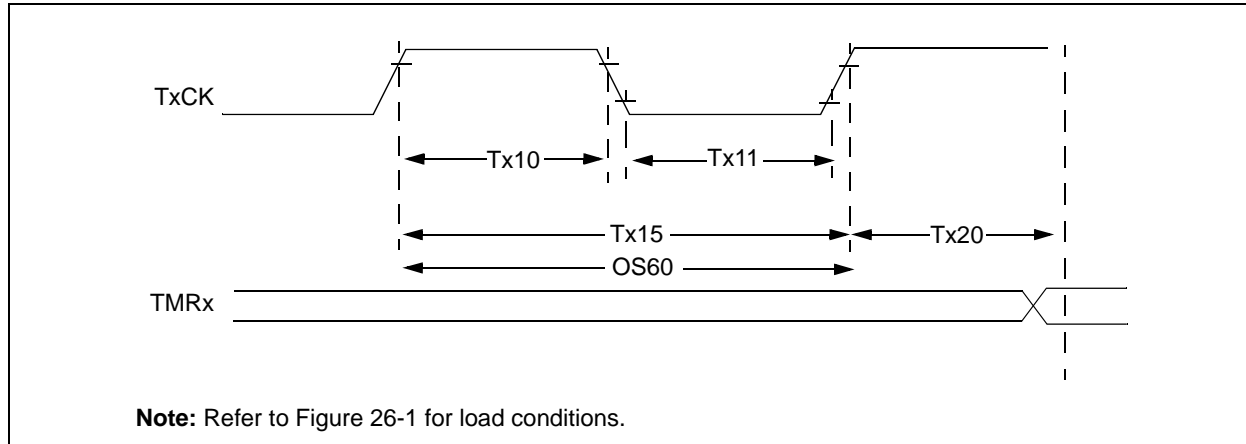 TxCK
Tx10
Tx11
Tx15
Tx20
OS60
TMRx
Note: Refer to Figure 26-1 for load conditions.